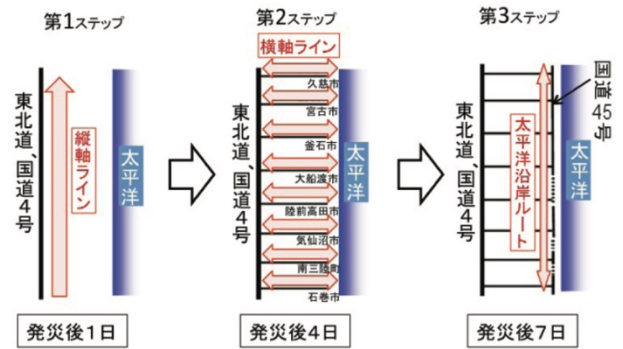 第1ステップ
東北道、国道4号
縦軸ライン
太平洋
発災後1日
第2ステップ
横軸ライン
東北道、国道4号
久慈市
宮古市
釜石市
大船渡市
陸前高田市
気仙沼市
南三陸町
石巻市
太平洋
発災後4日
第3ステップ
東北道、国道4号
太平洋沿岸ルート
国道45号
太平洋
発災後7日